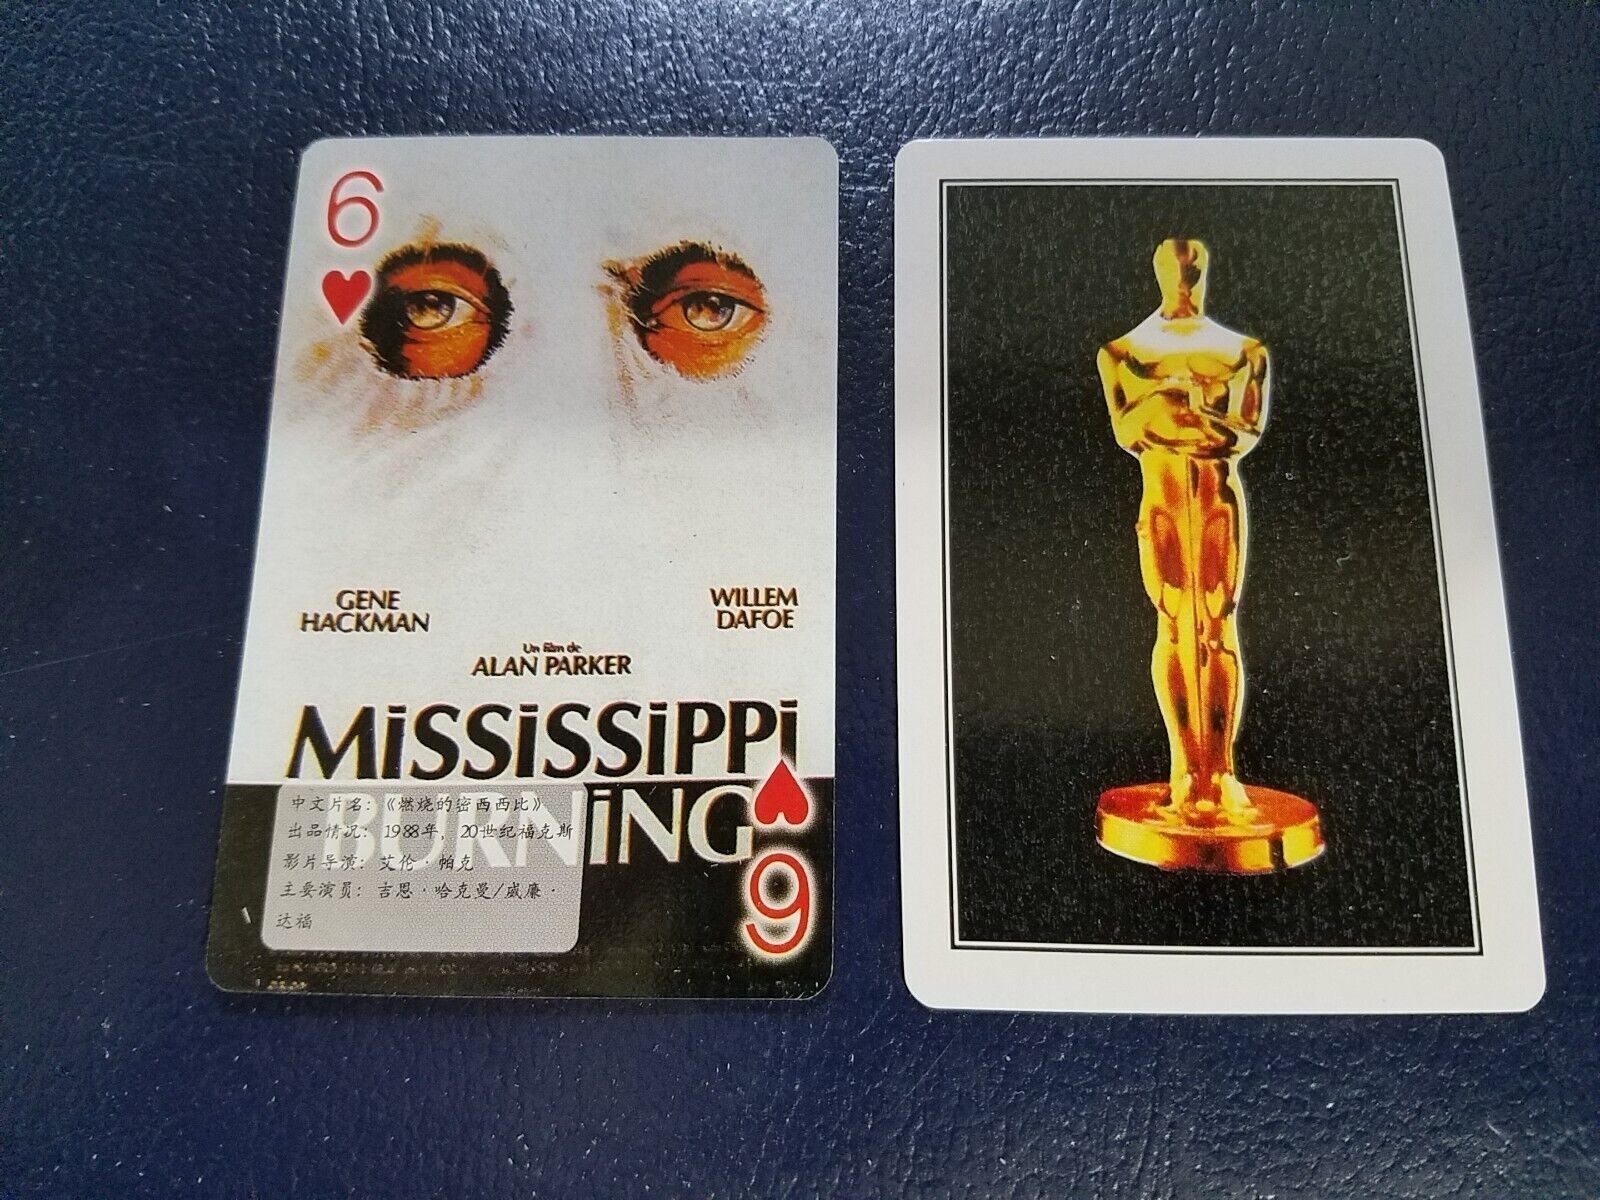 6
GENE
HACKMAN
WILLEM
DAFOE
Un film de
ALAN PARKER
MiSSiSSiPPi
BURNiNG
中文片名：《燃烧的密西西比》
出品情况：1988年，20世纪福克斯
影片导演：艾伦·帕克
主要演员：吉恩·哈克曼/威廉·
达福
6